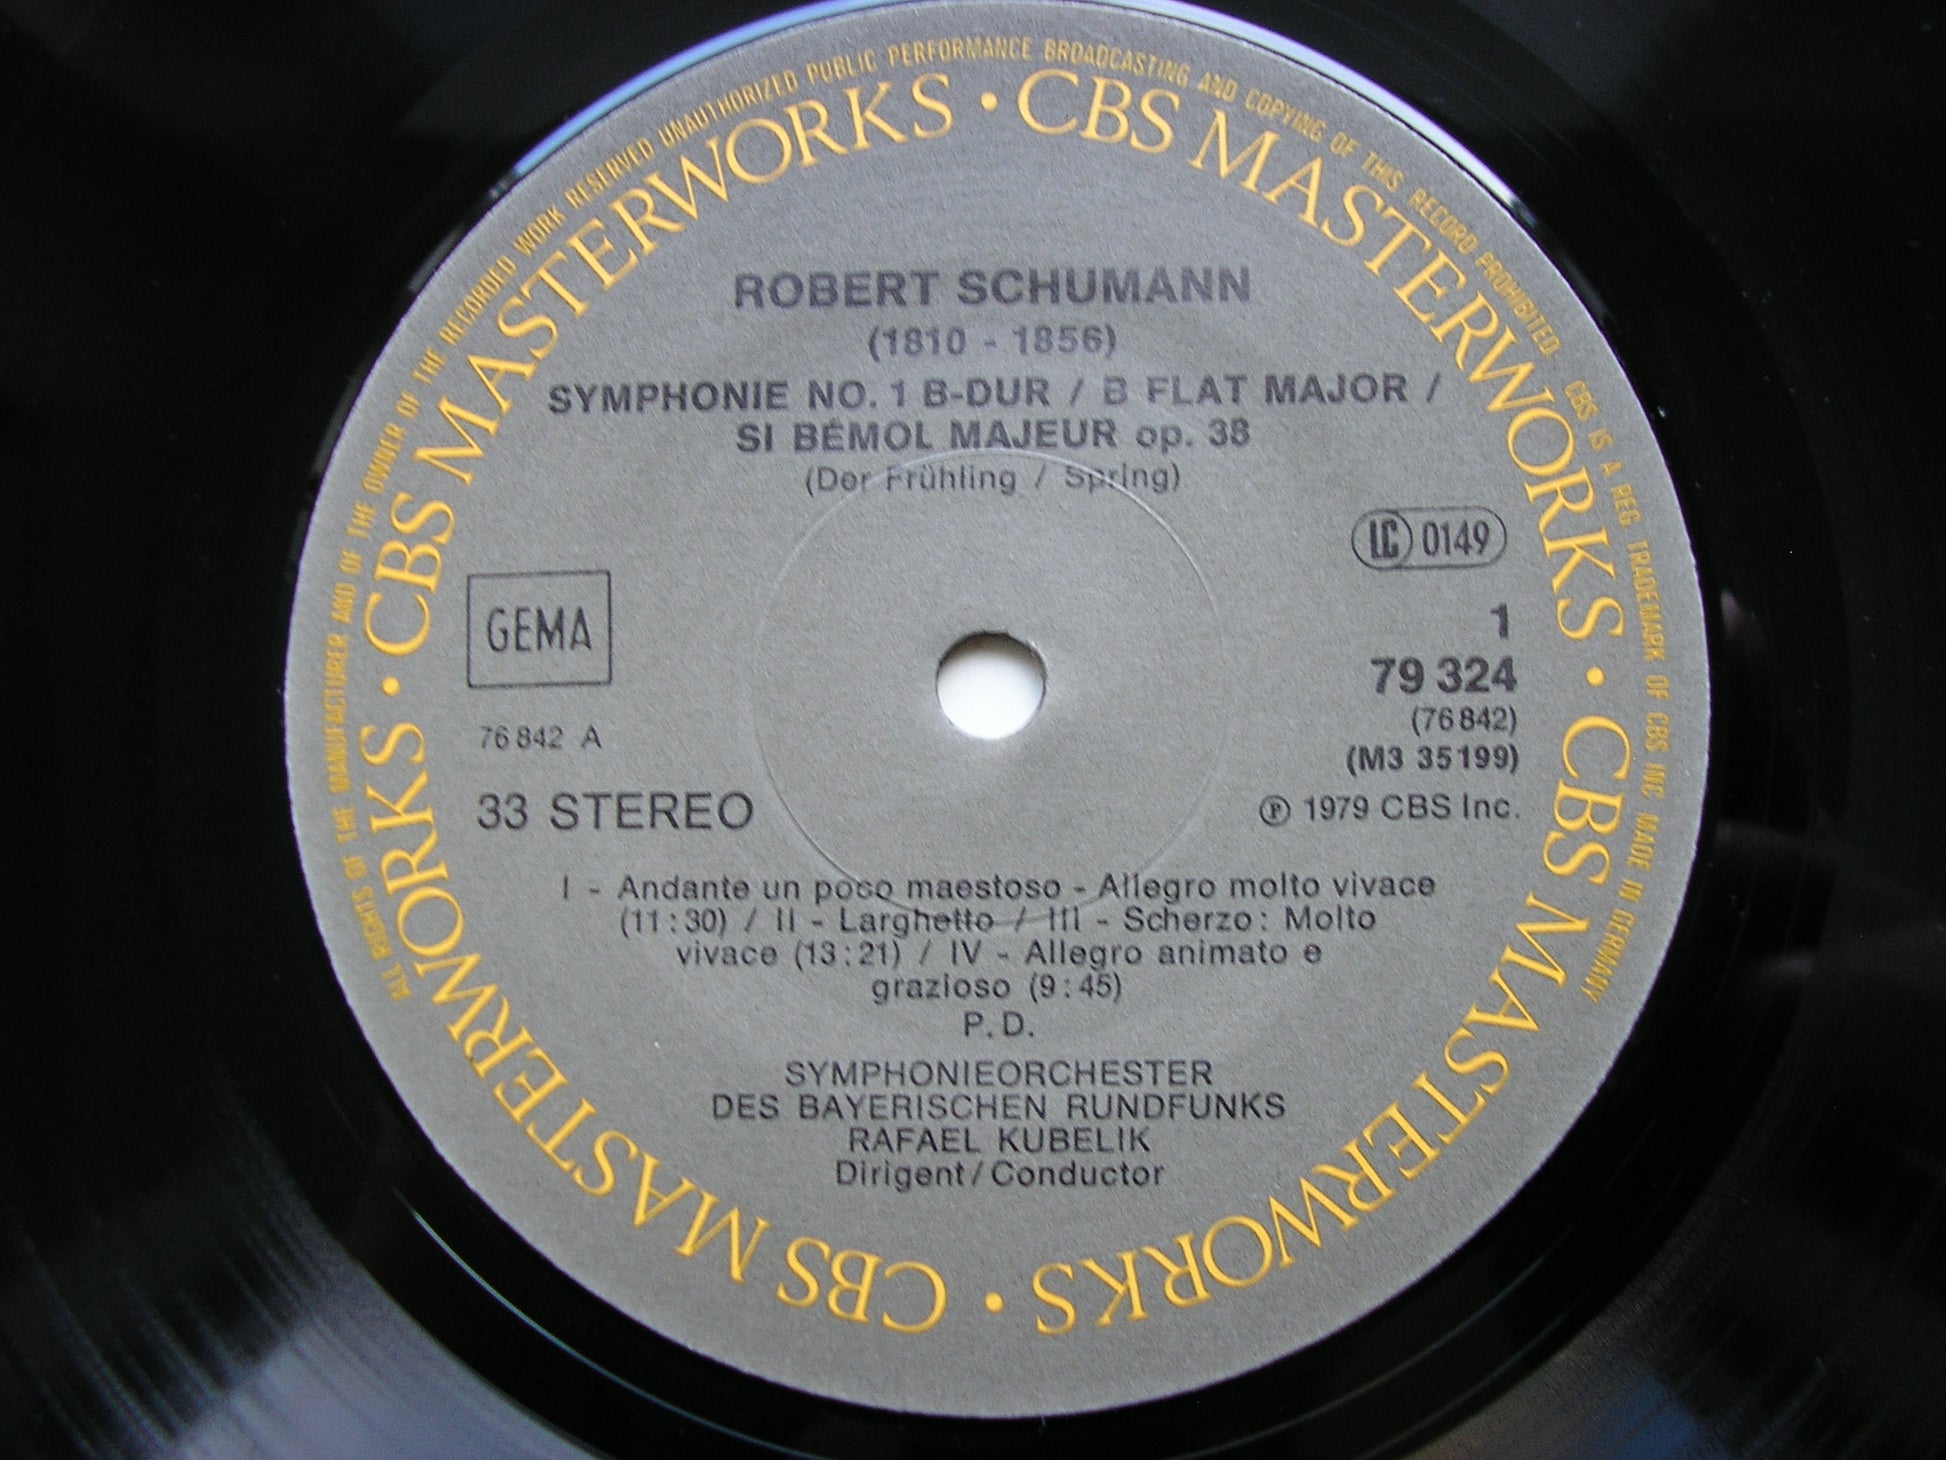 ALL RIGHTS OF THE MANUFACTURER AND OF THE OWNER OF THE RECORDED WORK RESERVED UNAUTHORIZED PUBLIC PERFORMANCE BROADCASTING AND COPYING OF THIS RECORD PROHIBITED. CBS IS A REG. TRADEMARK OF CBS INC. MADE IN GERMANY
CBS MASTERWORKS · CBS MASTERWORKS · CBS MASTERWORKS · CBS MASTERWORKS ·
ROBERT SCHUMANN
(1810 - 1856)
SYMPHONIE NO. 1 B-DUR / B FLAT MAJOR /
SI BÉMOL MAJEUR op. 38
(Der Frühling / Spring)
LC 0149
GEMA
1
79 324
(76 842)
76 842 A
(M3 35199)
33 STEREO
℗ 1979 CBS Inc.
I - Andante un poco maestoso - Allegro molto vivace
(11:30) / II - Larghetto / III - Scherzo: Molto
vivace (13:21) / IV - Allegro animato e
grazioso (9:45)
P. D.
SYMPHONIEORCHESTER
DES BAYERISCHEN RUNDFUNKS
RAFAEL KUBELIK
Dirigent/Conductor